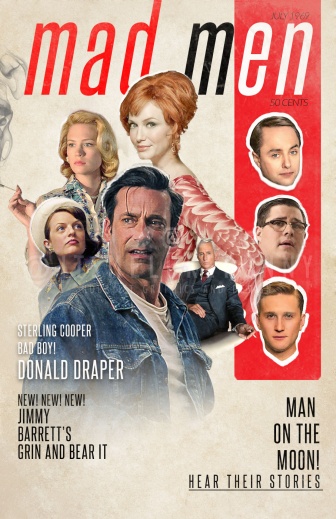 mad men
JULY 1969
50 CENTS
STERLING COOPER
BAD BOY!
DONALD DRAPER
NEW! NEW! NEW!
JIMMY
BARRETT'S
GRIN AND BEAR IT
MAN
ON THE
MOON!
HEAR THEIR STORIES